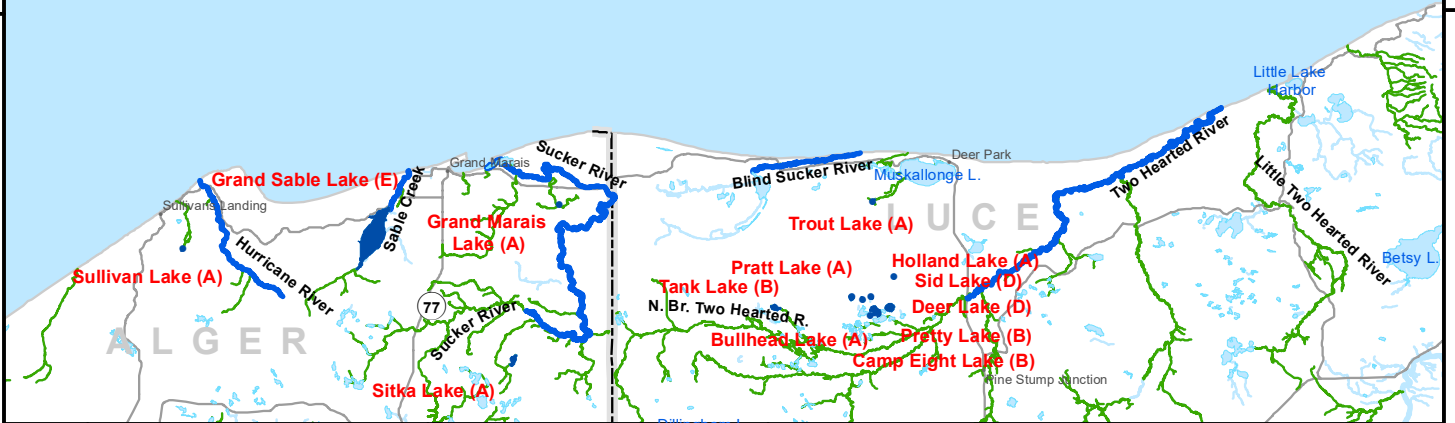 Little Lake
Harbor
Sucker River
Grand Marais
Deer Park
Two Hearted River
Blind Sucker River
Muskallonge L.
Grand Sable Lake (E)
Sable Creek
Little Two Hearted River
Sullivans Landing
Grand Marais
Lake (A)
Trout Lake (A)
LUCE
Hurricane River
Betsy L.
Holland Lake (A)
Pratt Lake (A)
Sullivan Lake (A)
Sid Lake (D)
Tank Lake (B)
77
Deer Lake (D)
N. Br. Two Hearted R.
Sucker River
ALGER
Pretty Lake (B)
Bullhead Lake (A)
Camp Eight Lake (B)
Pine Stump Junction
Sitka Lake (A)